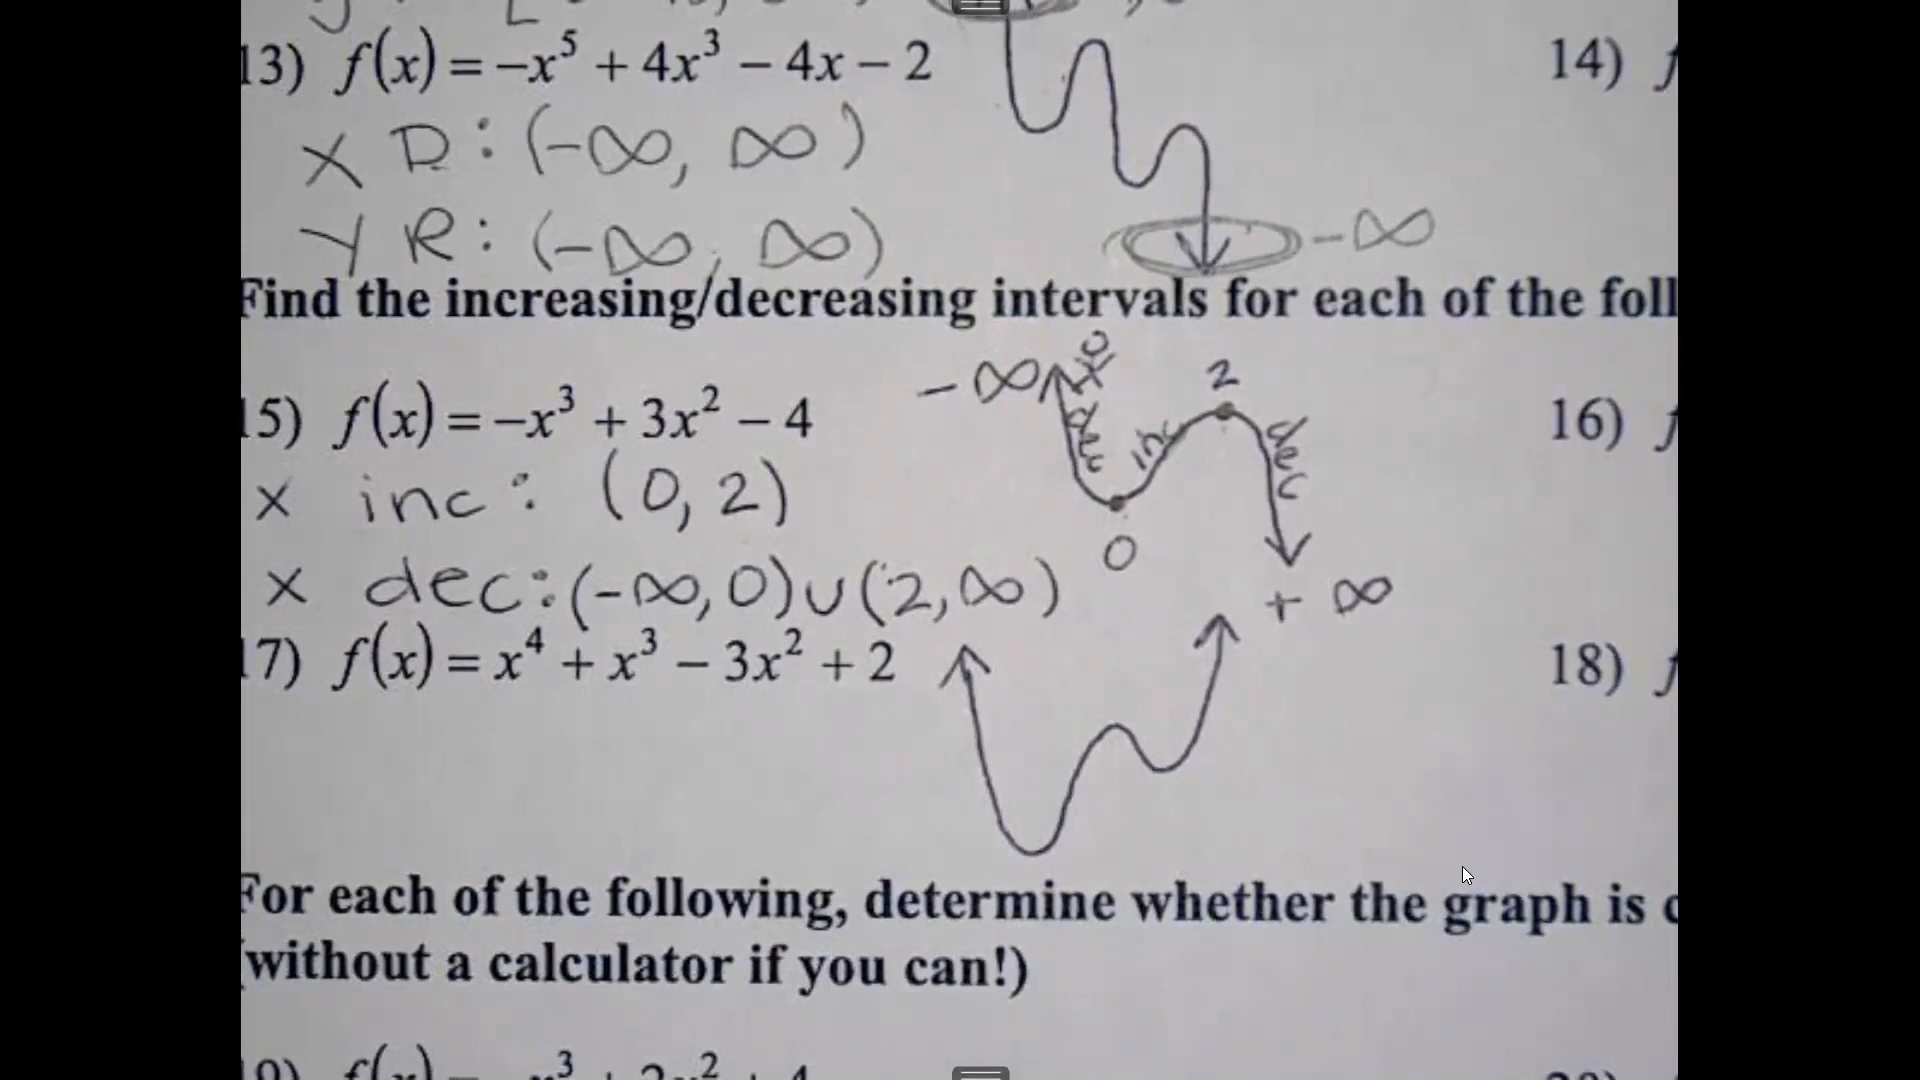 13) f(x) = −x⁵ + 4x³ − 4x − 2
14) f
X D: (-∞, ∞)
Y R: (-∞, ∞)
-∞
Find the increasing/decreasing intervals for each of the foll
15) f(x) = −x³ + 3x² − 4
16) f
-∞
2
dec
inc
dec
0
+ ∞
X inc: (0, 2)
X dec: (-∞, 0) ∪ (2, ∞)
17) f(x) = x⁴ + x³ − 3x² + 2
18) f
For each of the following, determine whether the graph is
(without a calculator if you can!)